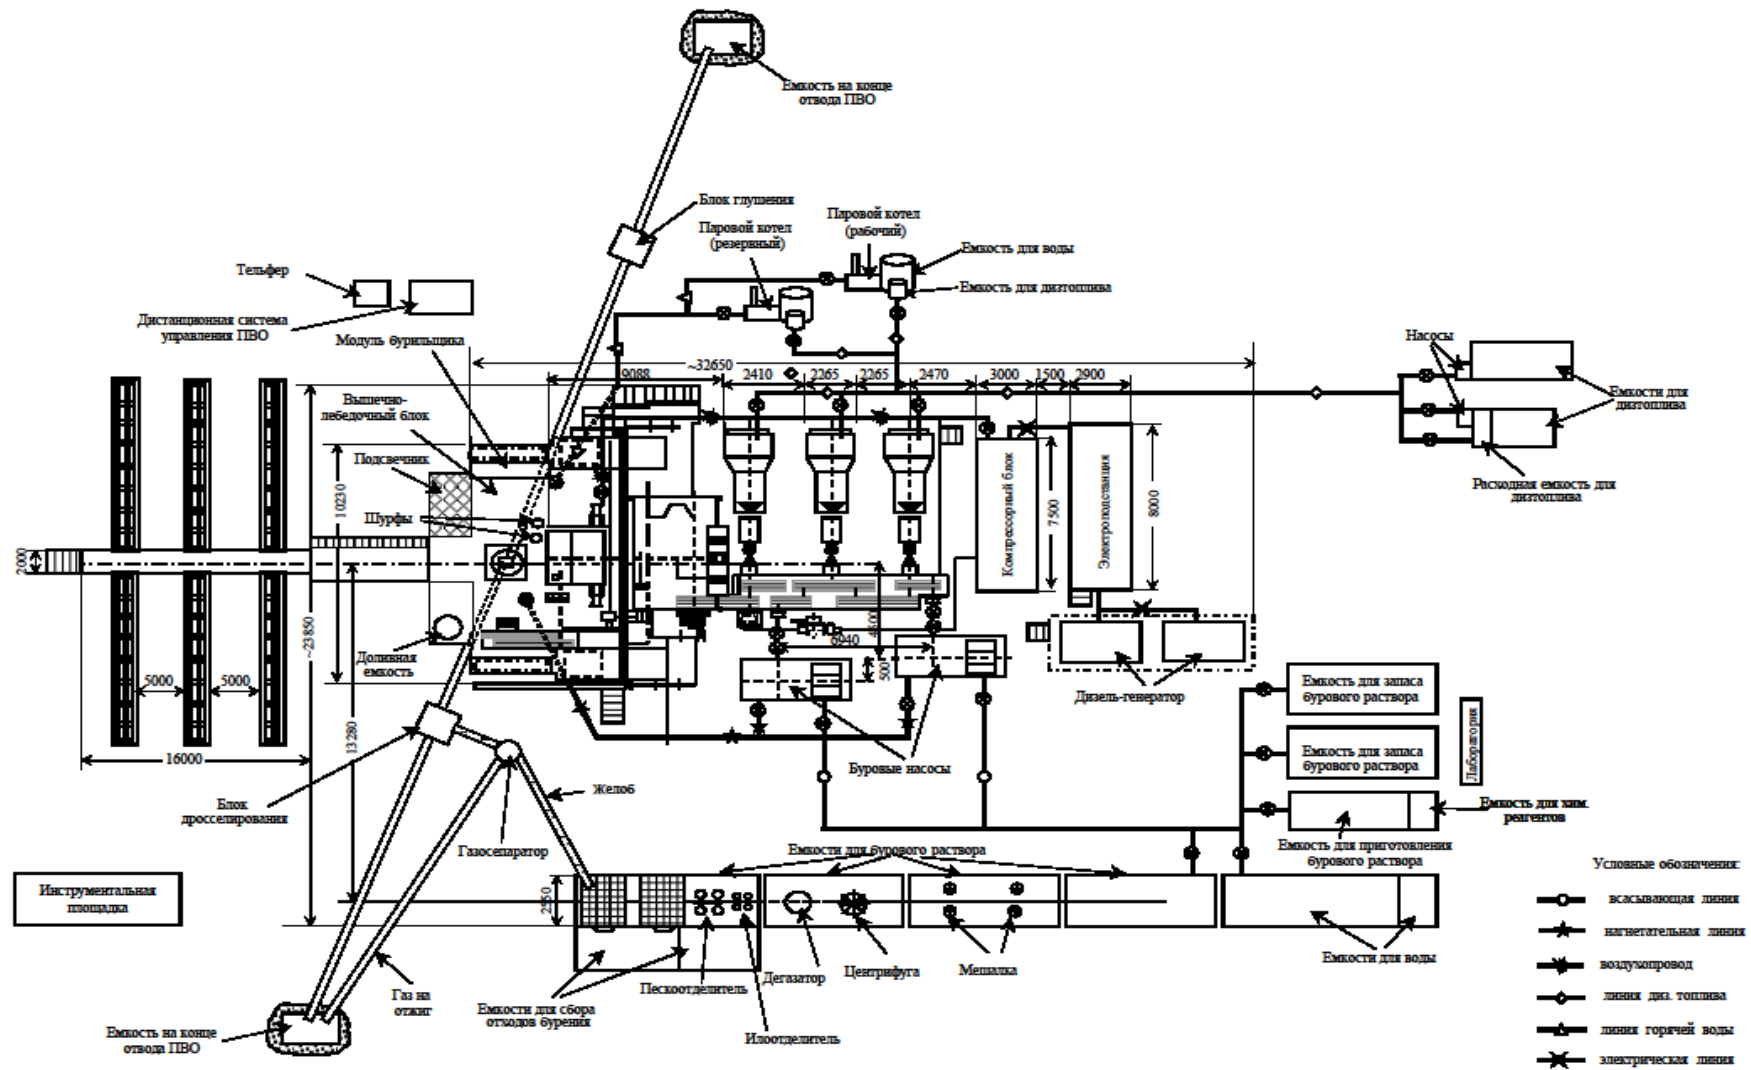 Емкость на конце
отвода ПВО
Блок глушения
Паровой котел
(резервный)
Паровой котел
(рабочий)
Емкость для воды
Емкость для дизтоплива
Тельфер
Дистанционная система
управления ПВО
Модуль бурильщика
Насосы
Емкости для
дизтоплива
Расходная емкость для
дизтоплива
~32650
9088
2410
2265
2265
2470
3000
1500
2900
Вышечно-
лебедочный блок
Подсвечник
Шурфы
10230
2000
~23850
13280
5000
5000
16000
Компрессорный блок
7500
Электроподстанция
8000
4500
6940
500
Доливная
емкость
Дизель-генератор
Буровые насосы
Емкость для запаса
бурового раствора
Емкость для запаса
бурового раствора
Лаборатория
Емкость для хим.
реагентов
Емкость для приготовления
бурового раствора
Блок
дросселирования
Желоб
Газосепаратор
Емкости для бурового раствора
2550
Инструментальная
площадка
Газ на
отжиг
Емкость на конце
отвода ПВО
Емкости для сбора
отходов бурения
Пескоотделитель
Илоотделитель
Дегазатор
Центрифуга
Мешалка
Емкости для воды
Условные обозначения:
всасывающая линия
нагнетательная линия
воздухопровод
линия диз. топлива
линия горячей воды
электрическая линия